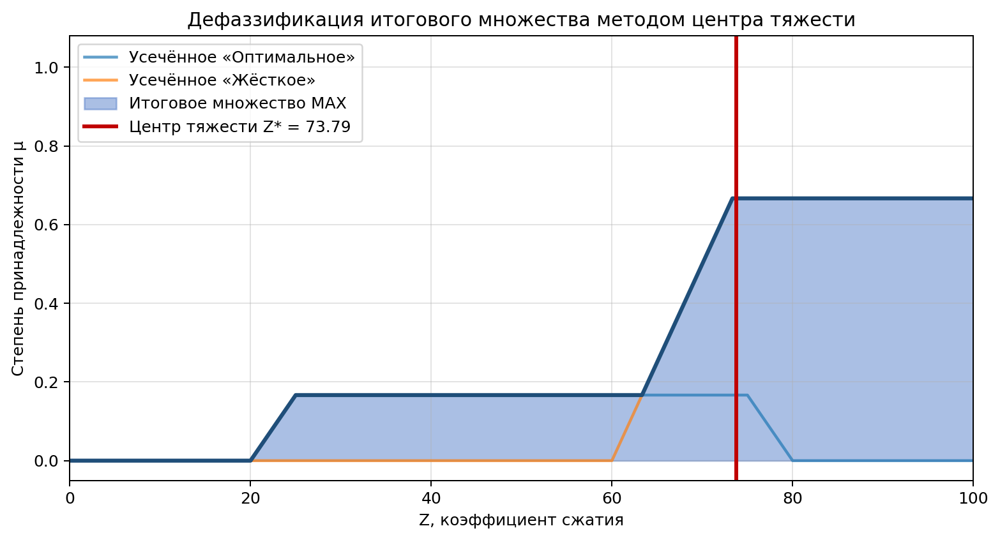 Дефаззификация итогового множества методом центра тяжести
Усечённое «Оптимальное»
Усечённое «Жёсткое»
Итоговое множество MAX
Центр тяжести Z* = 73.79
Степень принадлежности μ
1.0
0.8
0.6
0.4
0.2
0.0
0 20 40 60 80 100
Z, коэффициент сжатия